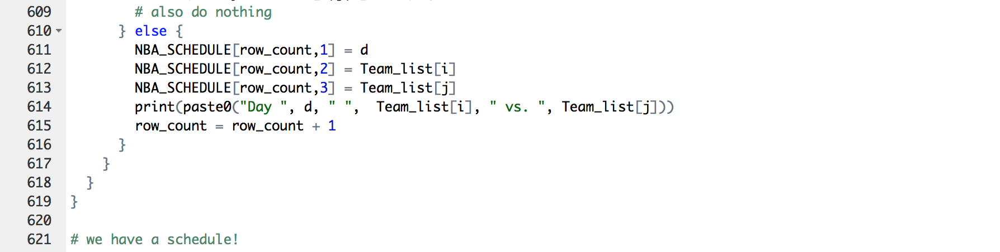 609 # also do nothing
610 } else {
611 NBA_SCHEDULE[row_count,1] = d
612 NBA_SCHEDULE[row_count,2] = Team_list[i]
613 NBA_SCHEDULE[row_count,3] = Team_list[j]
614 print(paste0("Day ", d, " ",  Team_list[i], " vs. ", Team_list[j]))
615 row_count = row_count + 1
616 }
617 }
618 }
619 }
620
621 # we have a schedule!